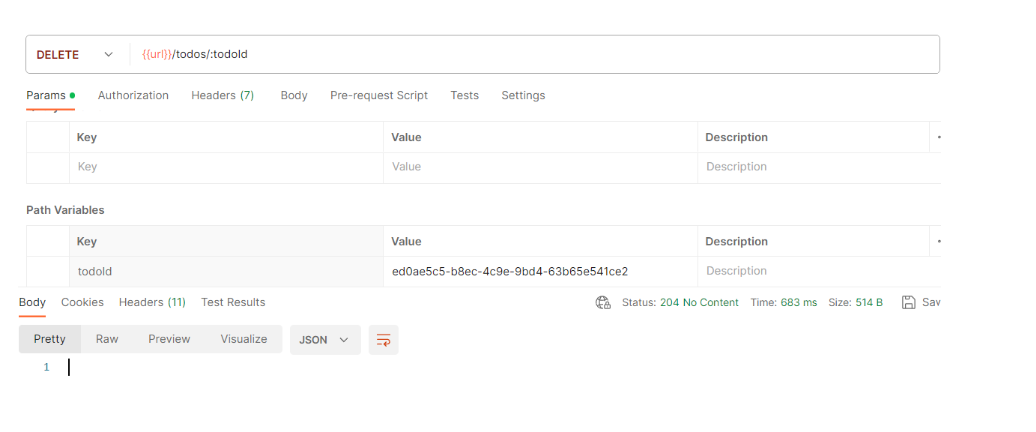 DELETE {{url}}/todos/:todoId
Params Authorization Headers (7) Body Pre-request Script Tests Settings
Key Value Description
Key Value Description
Path Variables
Key Value Description
todoId ed0ae5c5-b8ec-4c9e-9bd4-63b65e541ce2 Description
Body Cookies Headers (11) Test Results Status: 204 No Content Time: 683 ms Size: 514 B Sav
Pretty Raw Preview Visualize JSON
1